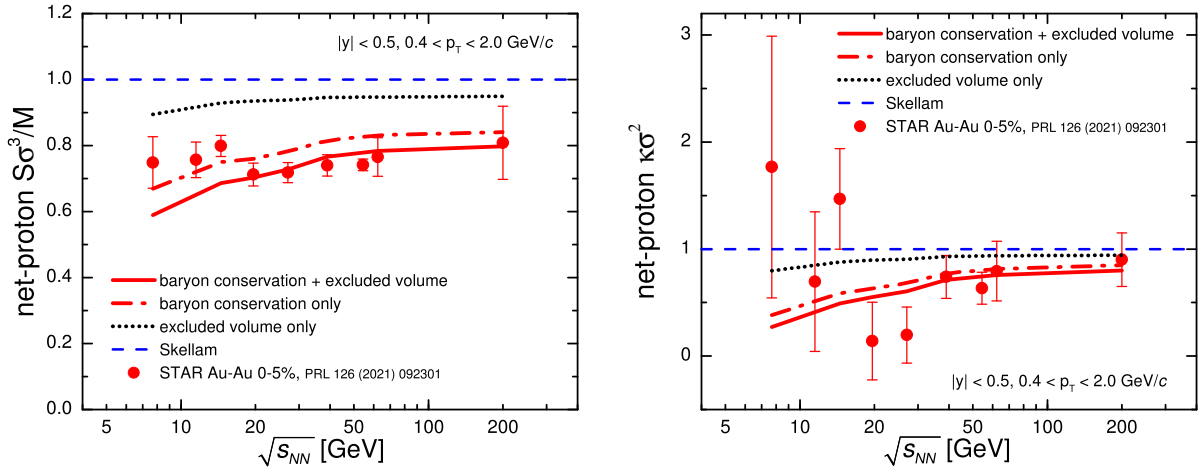 |y| < 0.5, 0.4 < p_T < 2.0 GeV/c
net-proton Sσ³/M
1.2
1.0
0.8
0.6
0.4
0.2
0.0
baryon conservation + excluded volume
baryon conservation only
excluded volume only
Skellam
STAR Au-Au 0-5%, PRL 126 (2021) 092301
5 10 20 50 100 200
√s_NN [GeV]
baryon conservation + excluded volume
baryon conservation only
excluded volume only
Skellam
STAR Au-Au 0-5%, PRL 126 (2021) 092301
net-proton κσ²
3
2
1
0
|y| < 0.5, 0.4 < p_T < 2.0 GeV/c
5 10 20 50 100 200
√s_NN [GeV]